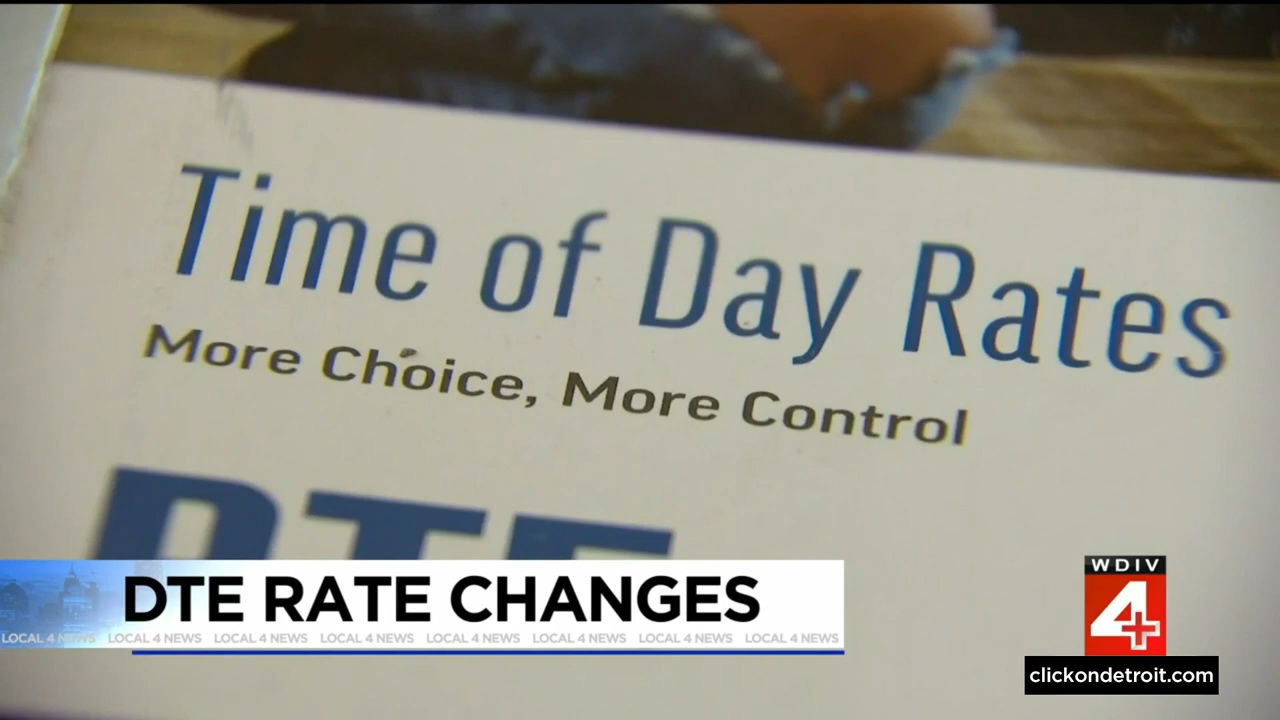 Time of Day Rates
More Choice, More Control
DTE
DTE RATE CHANGES
LOCAL 4 NEWS LOCAL 4 NEWS LOCAL 4 NEWS LOCAL 4 NEWS LOCAL 4 NEWS LOCAL 4 NEWS LOCAL 4 NEWS LOCAL 4 NEWS
WDIV
4+
clickondetroit.com